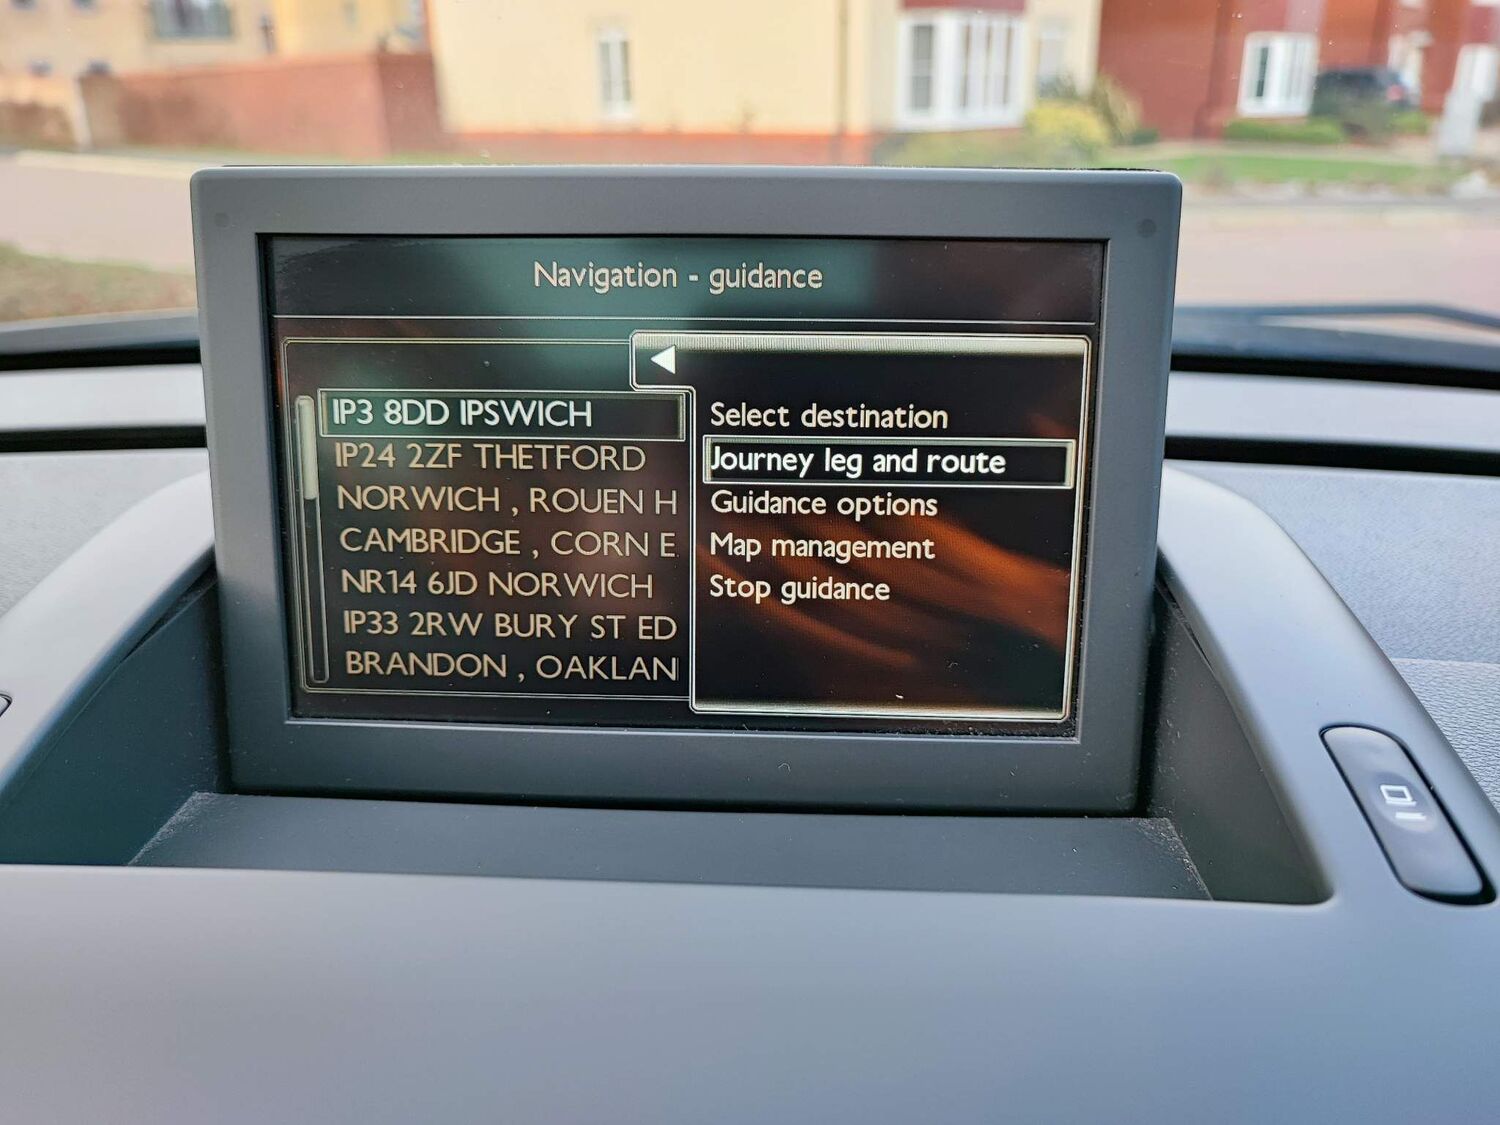 Navigation - guidance
IP3 8DD IPSWICH
IP24 2ZF THETFORD
NORWICH , ROUEN H
CAMBRIDGE , CORN E
NR14 6JD NORWICH
IP33 2RW BURY ST ED
BRANDON , OAKLAN
Select destination
Journey leg and route
Guidance options
Map management
Stop guidance